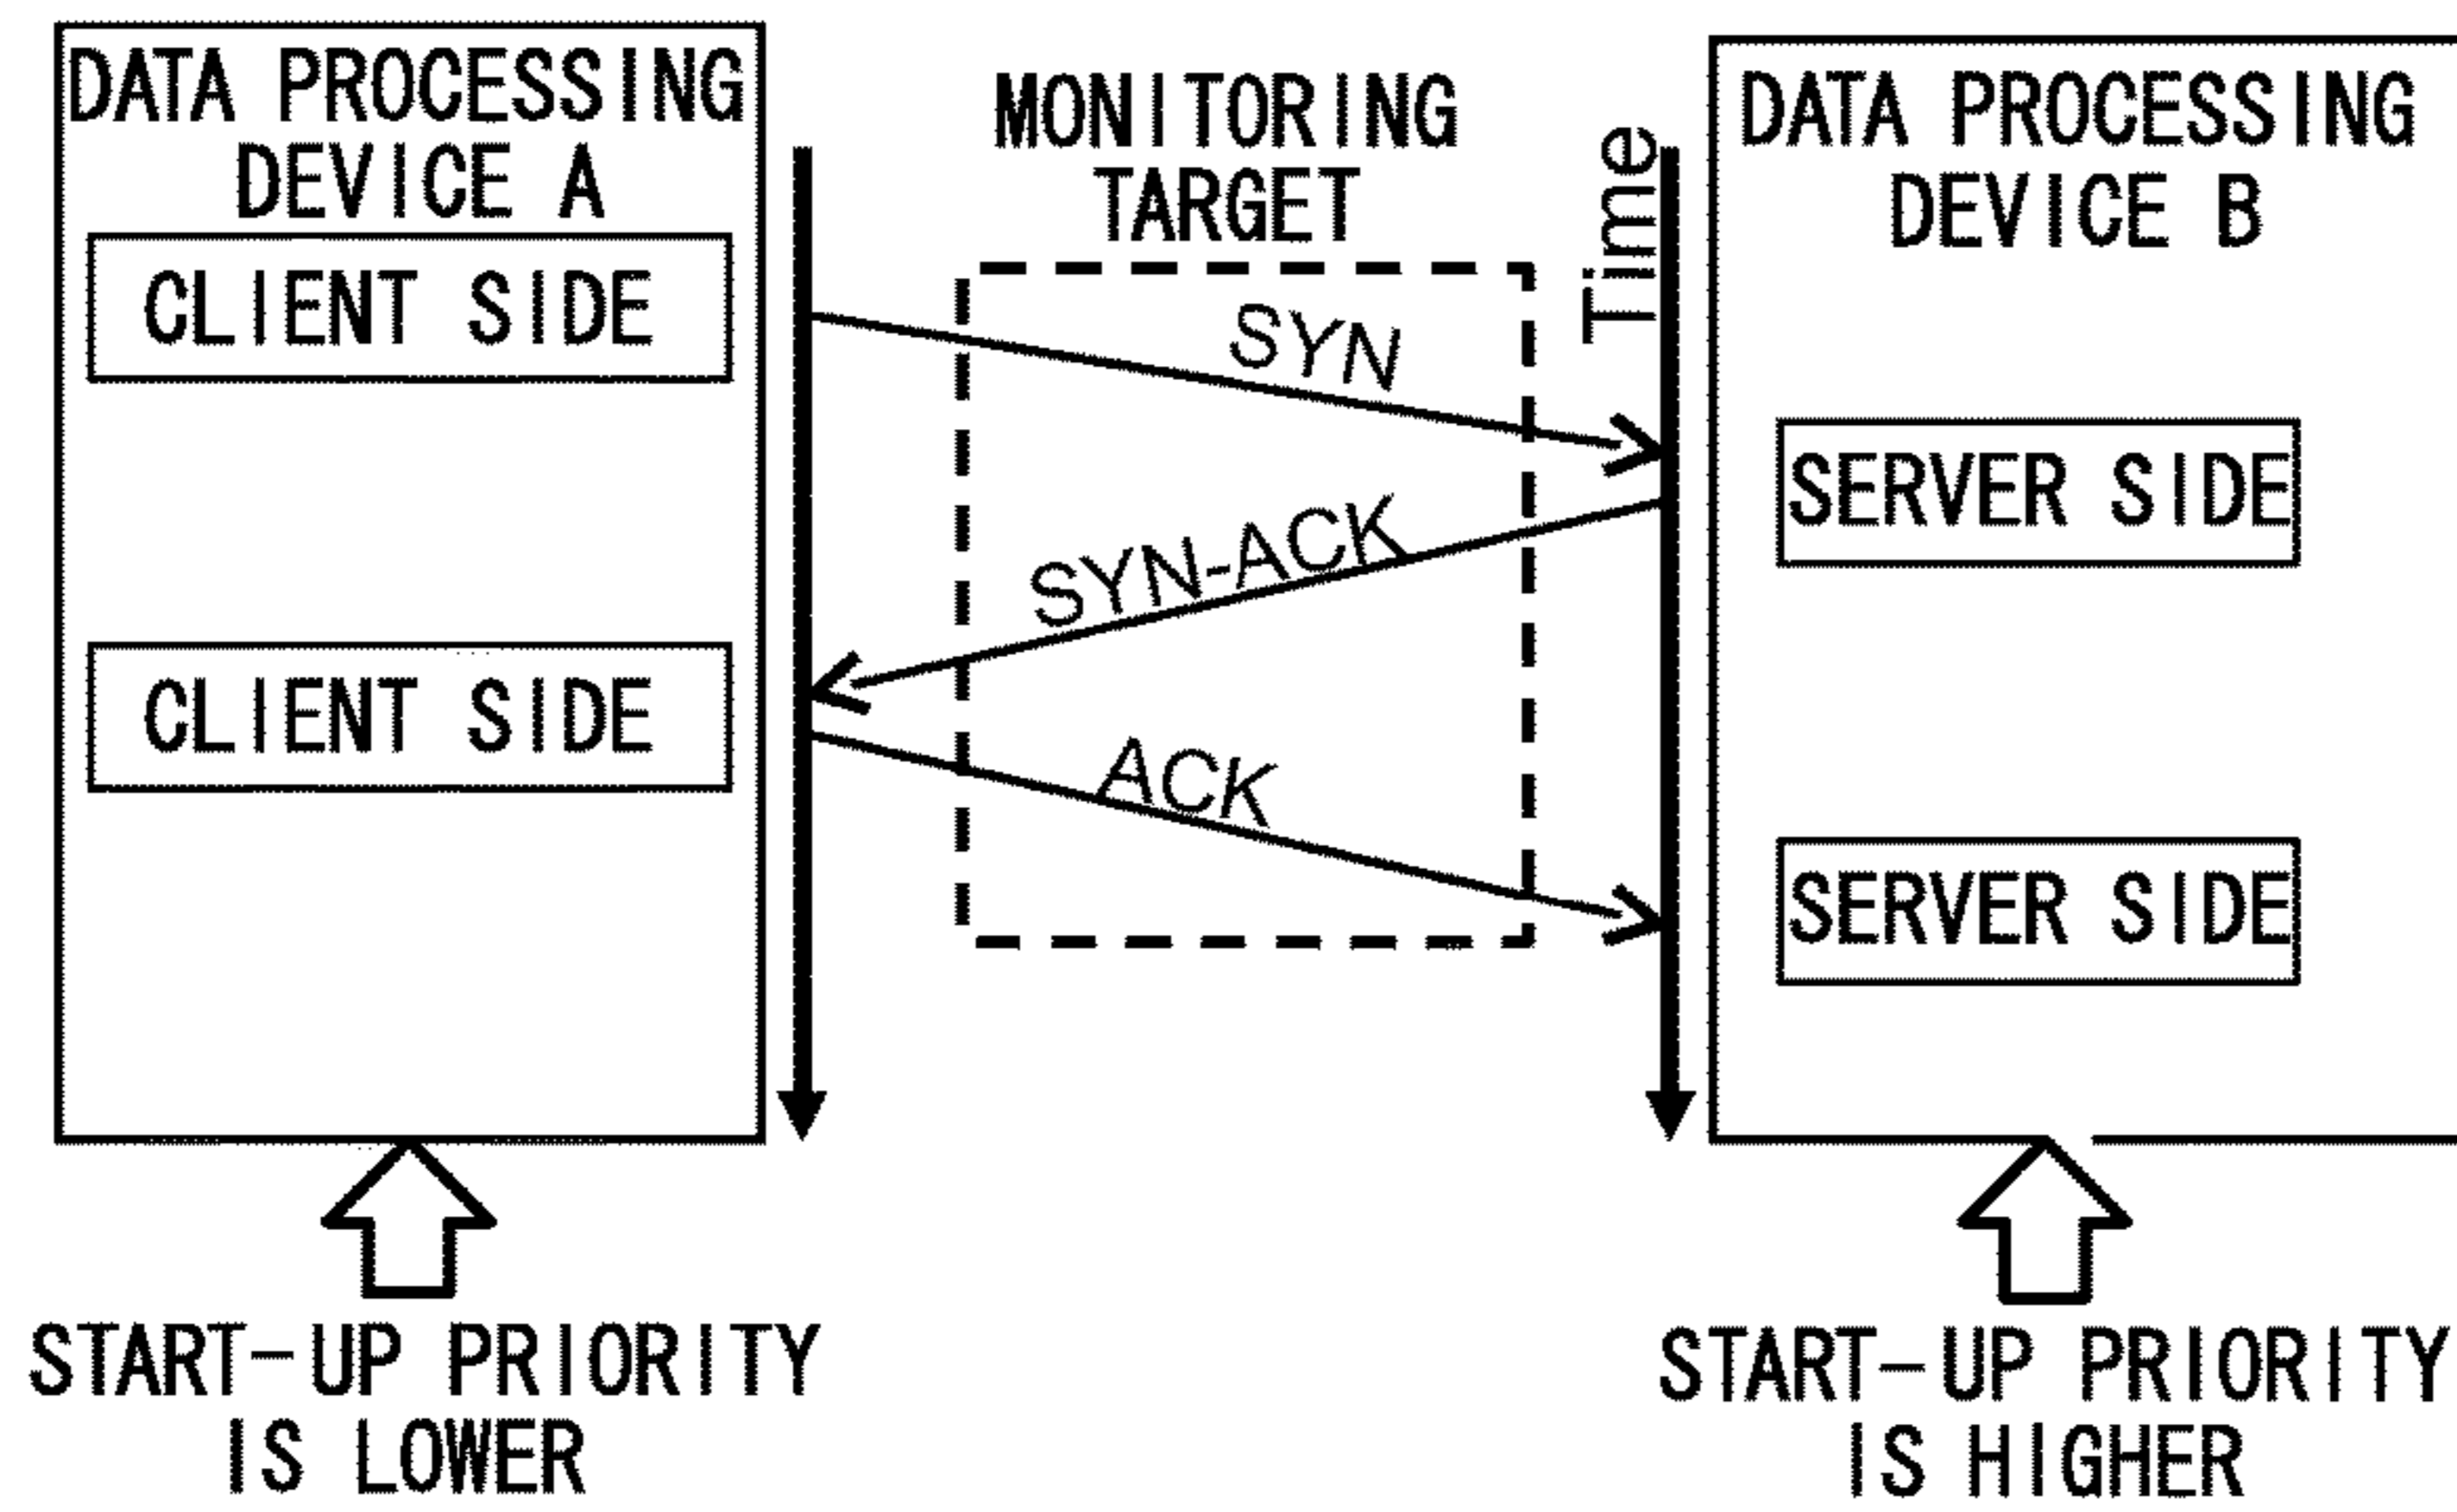 DATA PROCESSING
DEVICE A
CLIENT SIDE
CLIENT SIDE
MONITORING
TARGET
Time
SYN
SYN-ACK
ACK
DATA PROCESSING
DEVICE B
SERVER SIDE
SERVER SIDE
START-UP PRIORITY
IS LOWER
START-UP PRIORITY
IS HIGHER